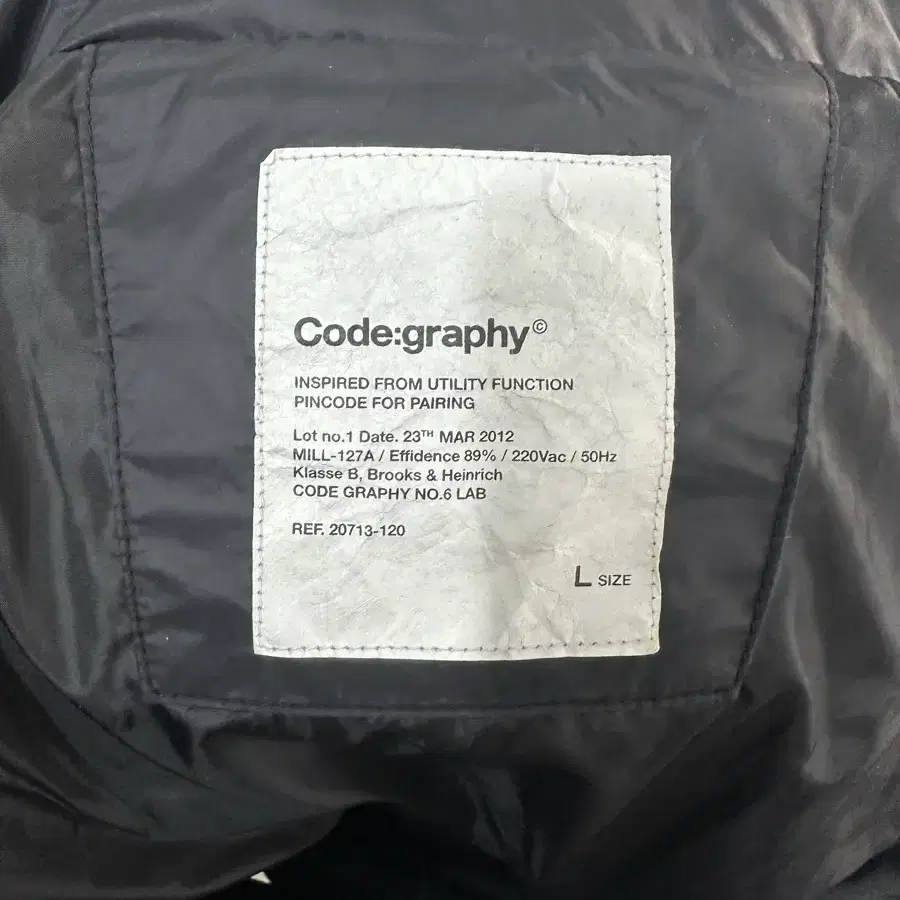 Code:graphy©
INSPIRED FROM UTILITY FUNCTION
PINCODE FOR PAIRING
Lot no.1 Date. 23TH MAR 2012
MILL-127A / Effidence 89% / 220Vac / 50Hz
Klasse B, Brooks & Heinrich
CODE GRAPHY NO.6 LAB
REF. 20713-120
L SIZE